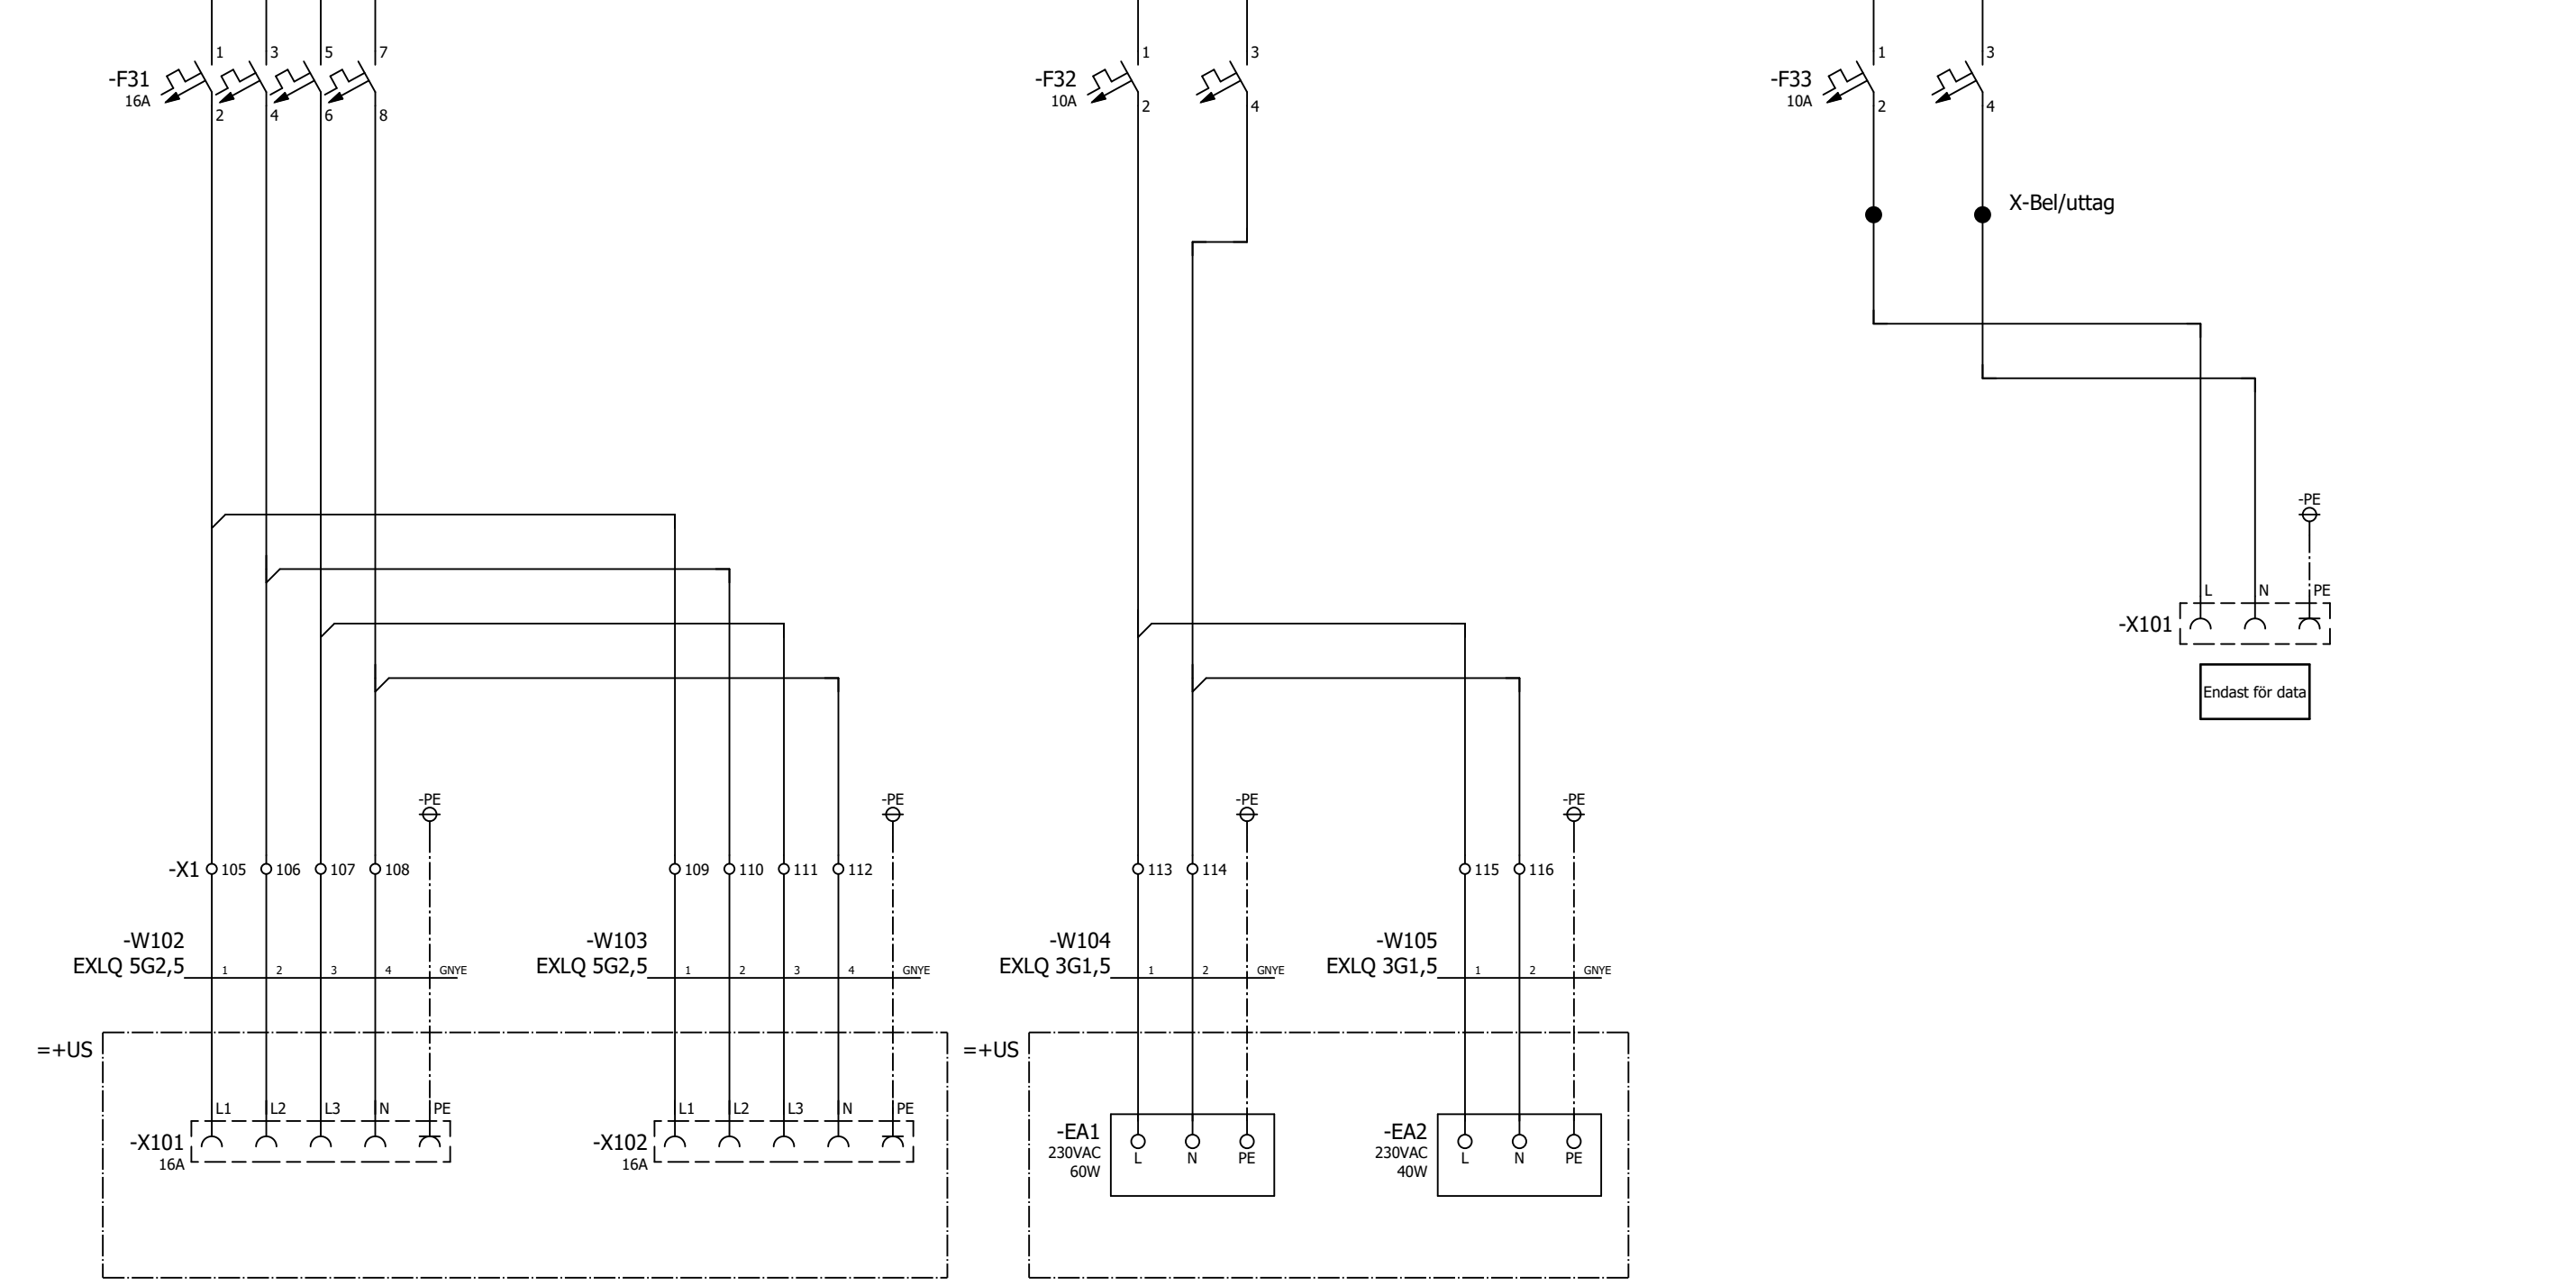 1 3 5 7
-F31
16A
2 4 6 8
1 3
-F32
10A
2 4
1 3
-F33
10A
2 4
X-Bel/uttag
-PE
L N PE
-X101
Endast för data
-PE -PE -PE -PE
-X1 105 106 107 108 109 110 111 112 113 114 115 116
-W102
EXLQ 5G2,5 1 2 3 4 GNYE
-W103
EXLQ 5G2,5 1 2 3 4 GNYE
-W104
EXLQ 3G1,5 1 2 GNYE
-W105
EXLQ 3G1,5 1 2 GNYE
=+US
L1 L2 L3 N PE
-X101
16A
L1 L2 L3 N PE
-X102
16A
=+US
-EA1
230VAC
60W
L N PE
-EA2
230VAC
40W
L N PE